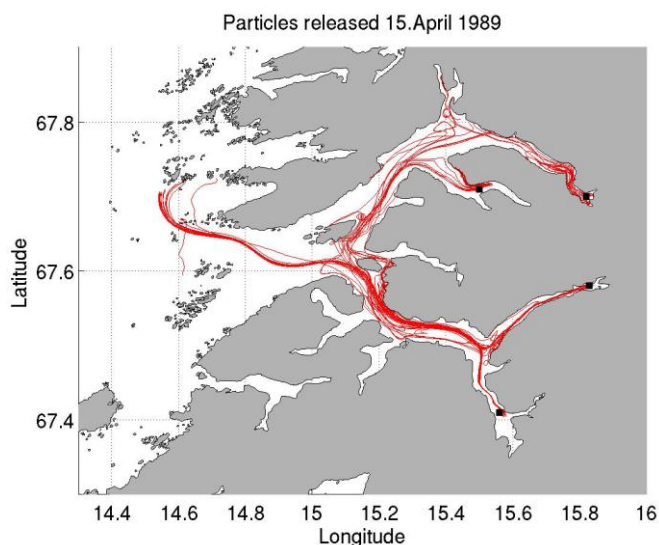 Particles released 15.April 1989
67.8
67.6
67.4
Latitude
14.4 14.6 14.8 15 15.2 15.4 15.6 15.8 16
Longitude